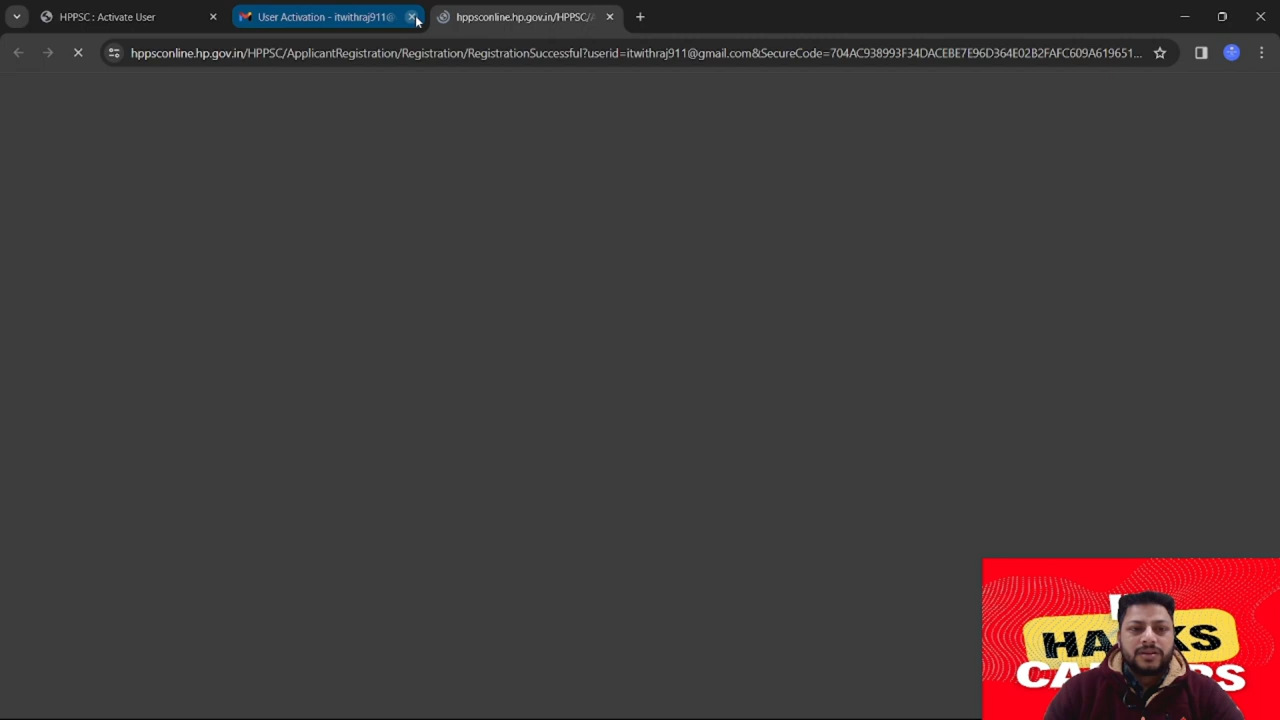 HPPSC : Activate User
User Activation - itwithraj911@
hppsconline.hp.gov.in/HPPSC/A
hppsconline.hp.gov.in/HPPSC/ApplicantRegistration/Registration/RegistrationSuccessful?userid=itwithraj911@gmail.com&SecureCode=704AC938993F34DACEBE7E96D364E02B2FAFC609A619651...